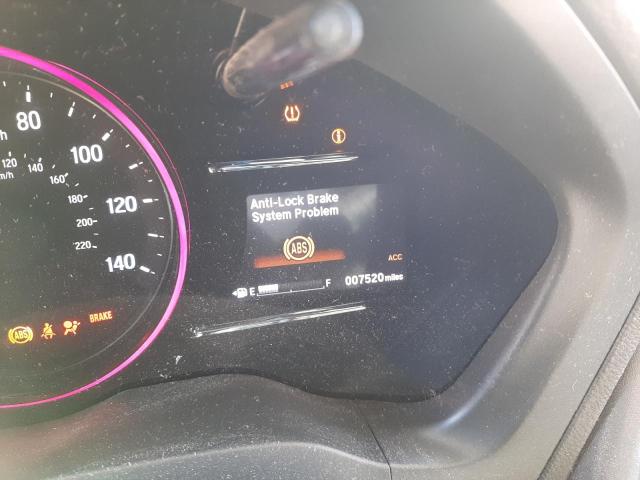 80
100
120
140
120
140
160
180
200
220
Anti-Lock Brake
System Problem
ABS
ACC
E F 007520 miles
ABS BRAKE